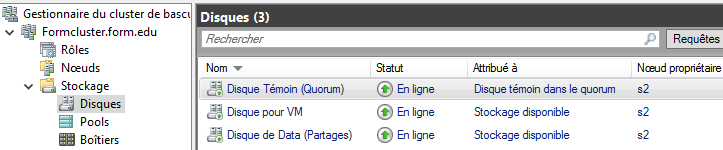 Gestionnaire du cluster de bascu
Formcluster.form.edu
Rôles
Nœuds
Stockage
Disques
Pools
Boîtiers
Disques (3)
Rechercher
Requêtes
Nom Statut Attribué à Nœud propriétaire
Disque Témoin (Quorum) En ligne Disque témoin dans le quorum s2
Disque pour VM En ligne Stockage disponible s2
Disque de Data (Partages) En ligne Stockage disponible s2